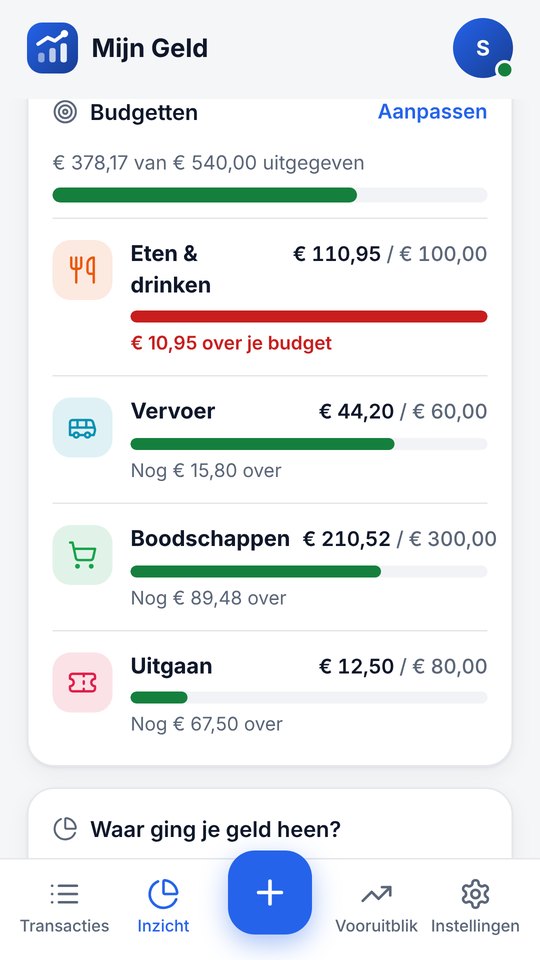 Mijn Geld
S
Budgetten
Aanpassen
€ 378,17 van € 540,00 uitgegeven
Eten &
drinken
€ 110,95 / € 100,00
€ 10,95 over je budget
Vervoer
€ 44,20 / € 60,00
Nog € 15,80 over
Boodschappen
€ 210,52 / € 300,00
Nog € 89,48 over
Uitgaan
€ 12,50 / € 80,00
Nog € 67,50 over
Waar ging je geld heen?
Transacties
Inzicht
Vooruitblik
Instellingen